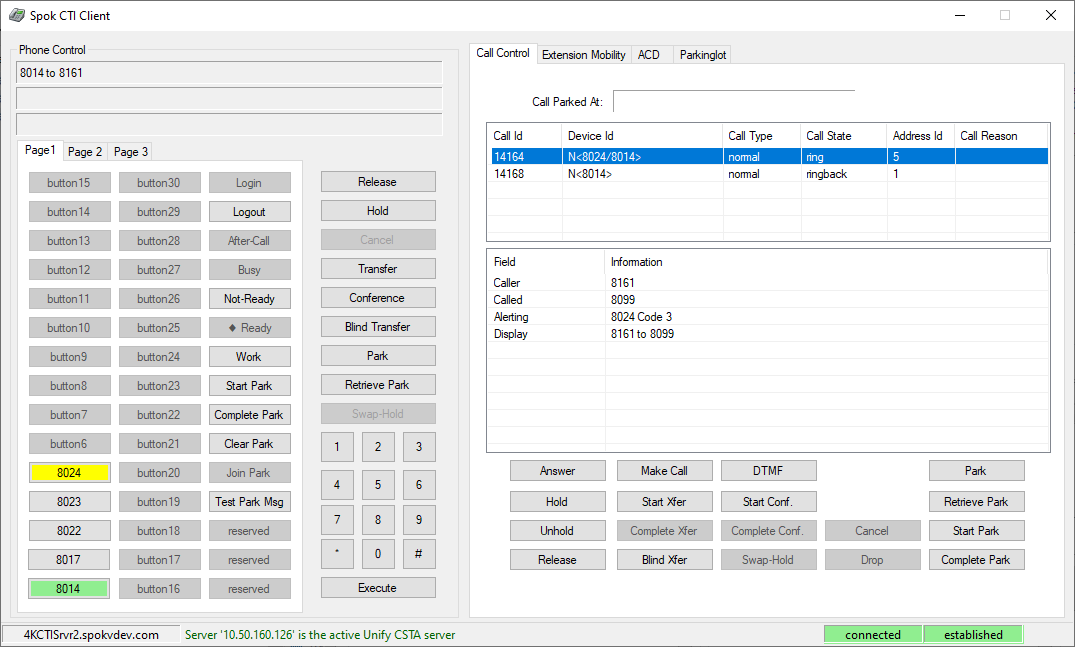 Spok CTI Client
Phone Control
8014 to 8161
Page1 Page 2 Page 3
button15 button30 Login
button14 button29 Logout
button13 button28 After-Call
button12 button27 Busy
button11 button26 Not-Ready
button10 button25 ♦ Ready
button9 button24 Work
button8 button23 Start Park
button7 button22 Complete Park
button6 button21 Clear Park
8024 button20 Join Park
8023 button19 Test Park Msg
8022 button18 reserved
8017 button17 reserved
8014 button16 reserved
Release
Hold
Cancel
Transfer
Conference
Blind Transfer
Park
Retrieve Park
Swap-Hold
1 2 3
4 5 6
7 8 9
* 0 #
Execute
Call Control Extension Mobility ACD Parkinglot
Call Parked At:
Call Id Device Id Call Type Call State Address Id Call Reason
14164 N<8024/8014> normal ring 5
14168 N<8014> normal ringback 1
Field Information
Caller 8161
Called 8099
Alerting 8024 Code 3
Display 8161 to 8099
Answer Make Call DTMF Park
Hold Start Xfer Start Conf. Retrieve Park
Unhold Complete Xfer Complete Conf. Cancel Start Park
Release Blind Xfer Swap-Hold Drop Complete Park
4KCTISrvr2.spokvdev.com Server '10.50.160.126' is the active Unify CSTA server connected established